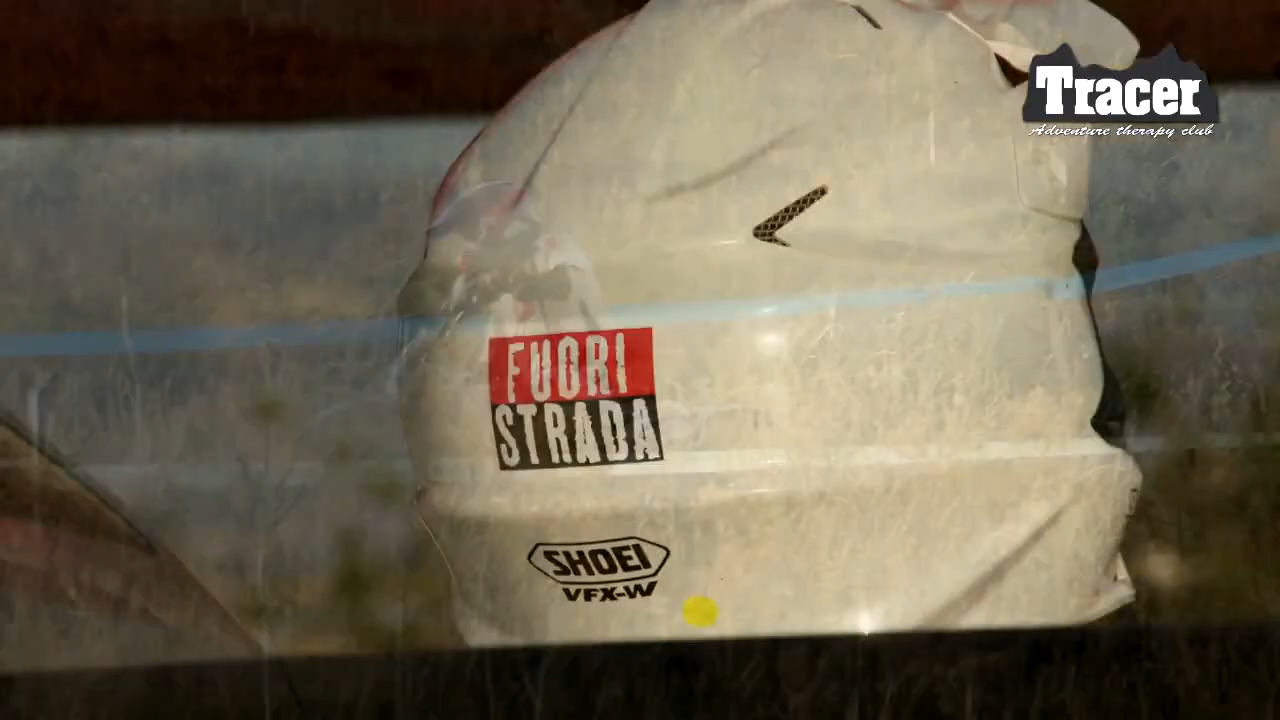 Tracer
Adventure therapy club
FUORI
STRADA
SHOEI
VFX-W